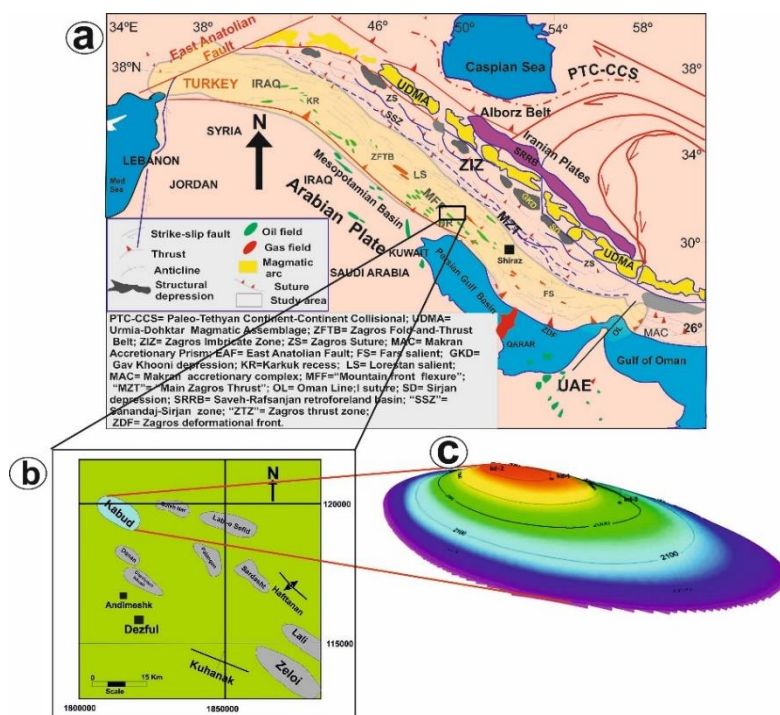 a
34°E
38°
46°
50°
54°
58°
East Anatolian
Fault
38°N
TURKEY
IRAQ
KR
ZS
SSZ
UDMA
Caspian Sea
PTC-CCS
38°
Alborz Belt
Iranian Plates
SRRB
ZIZ
34°
SYRIA
N
LEBANON
Med
Sea
JORDAN
IRAQ
Mesopotamian Basin
Arabian Plate
ZFTB
LS
MFF
MZT
GKD
SD
ZS
UDMA
30°
KUWAIT
Shiraz
SAUDI ARABIA
Persian Gulf Basin
FS
ZDF
OL
MAC
26°
QARAR
Gulf of Oman
UAE
Strike-slip fault
Oil field
Thrust
Gas field
Anticline
Magmatic
arc
Structural
depression
Suture
Study area
PTC-CCS= Paleo-Tethyan Continent-Continent Collisional; UDMA=
Urmia-Dohktar Magmatic Assemblage; ZFTB= Zagros Fold-and-Thrust
Belt; ZIZ= Zagros Imbricate Zone; ZS= Zagros Suture; MAC= Makran
Accretionary Prism; EAF= East Anatolian Fault; FS= Fars salient; GKD=
Gav Khooni depression; KR=Karkuk recess; LS= Lorestan salient;
MAC= Makran accretionary complex; MFF="Mountain front flexure";
"MZT"= "Main Zagros Thrust"; OL= Oman Line; suture; SD= Sirjan
depression; SRRB= Saveh-Rafsanjan retroforeland basin; "SSZ"=
Sanandaj-Sirjan zone; "ZTZ"= Zagros thrust zone;
ZDF= Zagros deformational front.
b
N
Kabud
Labe Sefid
120000
Palangan
Sardasht
Haftanan
Andimeshk
Dezful
Lali
115000
Kuhanak
Zeloi
0
15 Km
Scale
1800000
1850000
c
kd-2
2100
2100